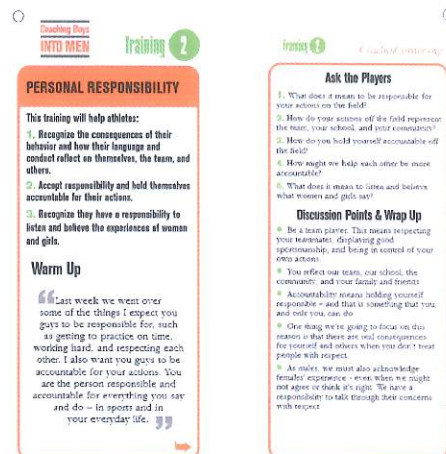 Coaching Boys
INTO MEN
Training 2
PERSONAL RESPONSIBILITY
This training will help athletes:
1. Recognize the consequences of their
behavior and how their language and
conduct reflect on themselves, the team, and
others.
2. Accept responsibility and hold themselves
accountable for their actions.
3. Recognize they have a responsibility to
listen and believe the experiences of women
and girls.
Warm Up
“Last week we went over
some of the things I expect you
guys to be responsible for, such
as getting to practice on time,
working hard, and respecting each
other. I also want you guys to be
accountable for your actions. You
are the person responsible and
accountable for everything you say
and do – in sports and in
your everyday life.”
Training 2
Ask the Players
1. What does it mean to be responsible for
your actions on the field?
2. How do your actions off the field represent
the team, your school, and your community?
3. How do you hold yourself accountable off
the field?
4. How might we help each other be more
accountable?
5. What does it mean to listen and believe
what women and girls say?
Discussion Points & Wrap Up
Be a team player. This means respecting
your teammates, displaying good
sportsmanship, and being in control of your
own actions.
You reflect our team, our school, the
community, and your family and friends
Accountability means holding yourself
responsible – and that is something that you,
and only you, can do
One thing we're going to focus on this
season is that there are real consequences
for yourself and others when you don't treat
people with respect
As males, we must also acknowledge
females' experience - even when we might
not agree or think it's right. We have a
responsibility to talk through their concerns
with respect